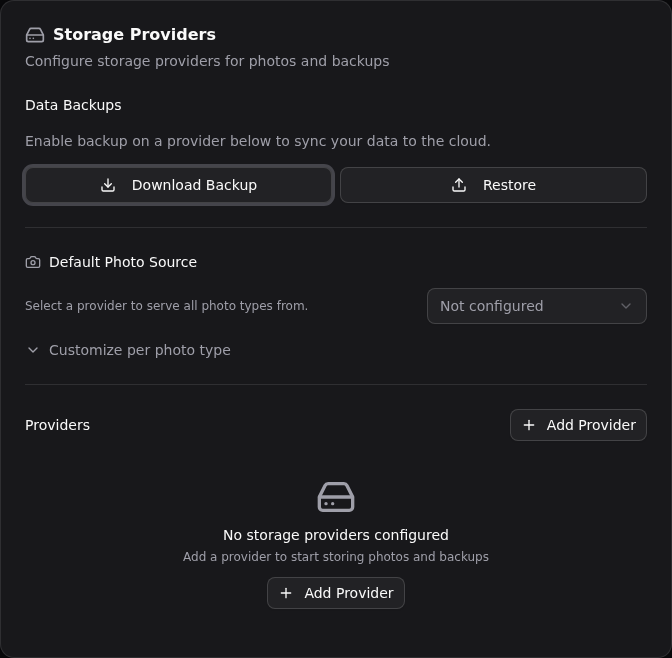 Storage Providers
Configure storage providers for photos and backups
Data Backups
Enable backup on a provider below to sync your data to the cloud.
Download Backup
Restore
Default Photo Source
Select a provider to serve all photo types from.
Not configured
Customize per photo type
Providers
Add Provider
No storage providers configured
Add a provider to start storing photos and backups
Add Provider